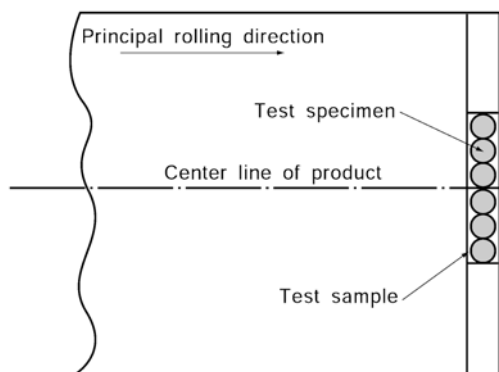 Principal rolling direction
Test specimen
Center line of product
Test sample